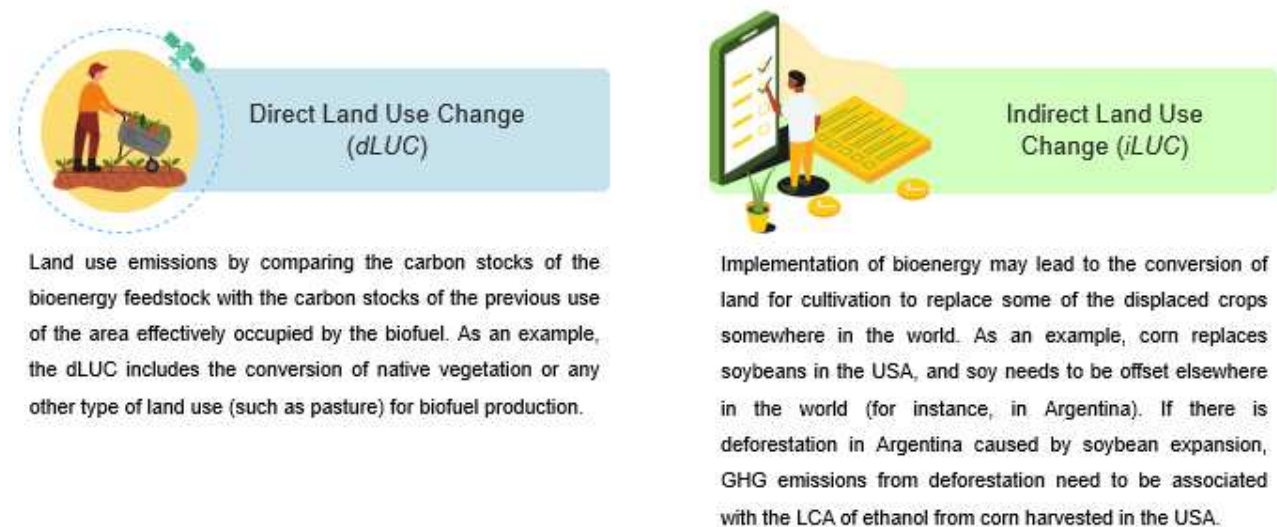 Direct Land Use Change
(dLUC)
Land use emissions by comparing the carbon stocks of the
bioenergy feedstock with the carbon stocks of the previous use
of the area effectively occupied by the biofuel. As an example,
the dLUC includes the conversion of native vegetation or any
other type of land use (such as pasture) for biofuel production.
Indirect Land Use
Change (iLUC)
Implementation of bioenergy may lead to the conversion of
land for cultivation to replace some of the displaced crops
somewhere in the world. As an example, corn replaces
soybeans in the USA, and soy needs to be offset elsewhere
in the world (for instance, in Argentina). If there is
deforestation in Argentina caused by soybean expansion,
GHG emissions from deforestation need to be associated
with the LCA of ethanol from corn harvested in the USA.